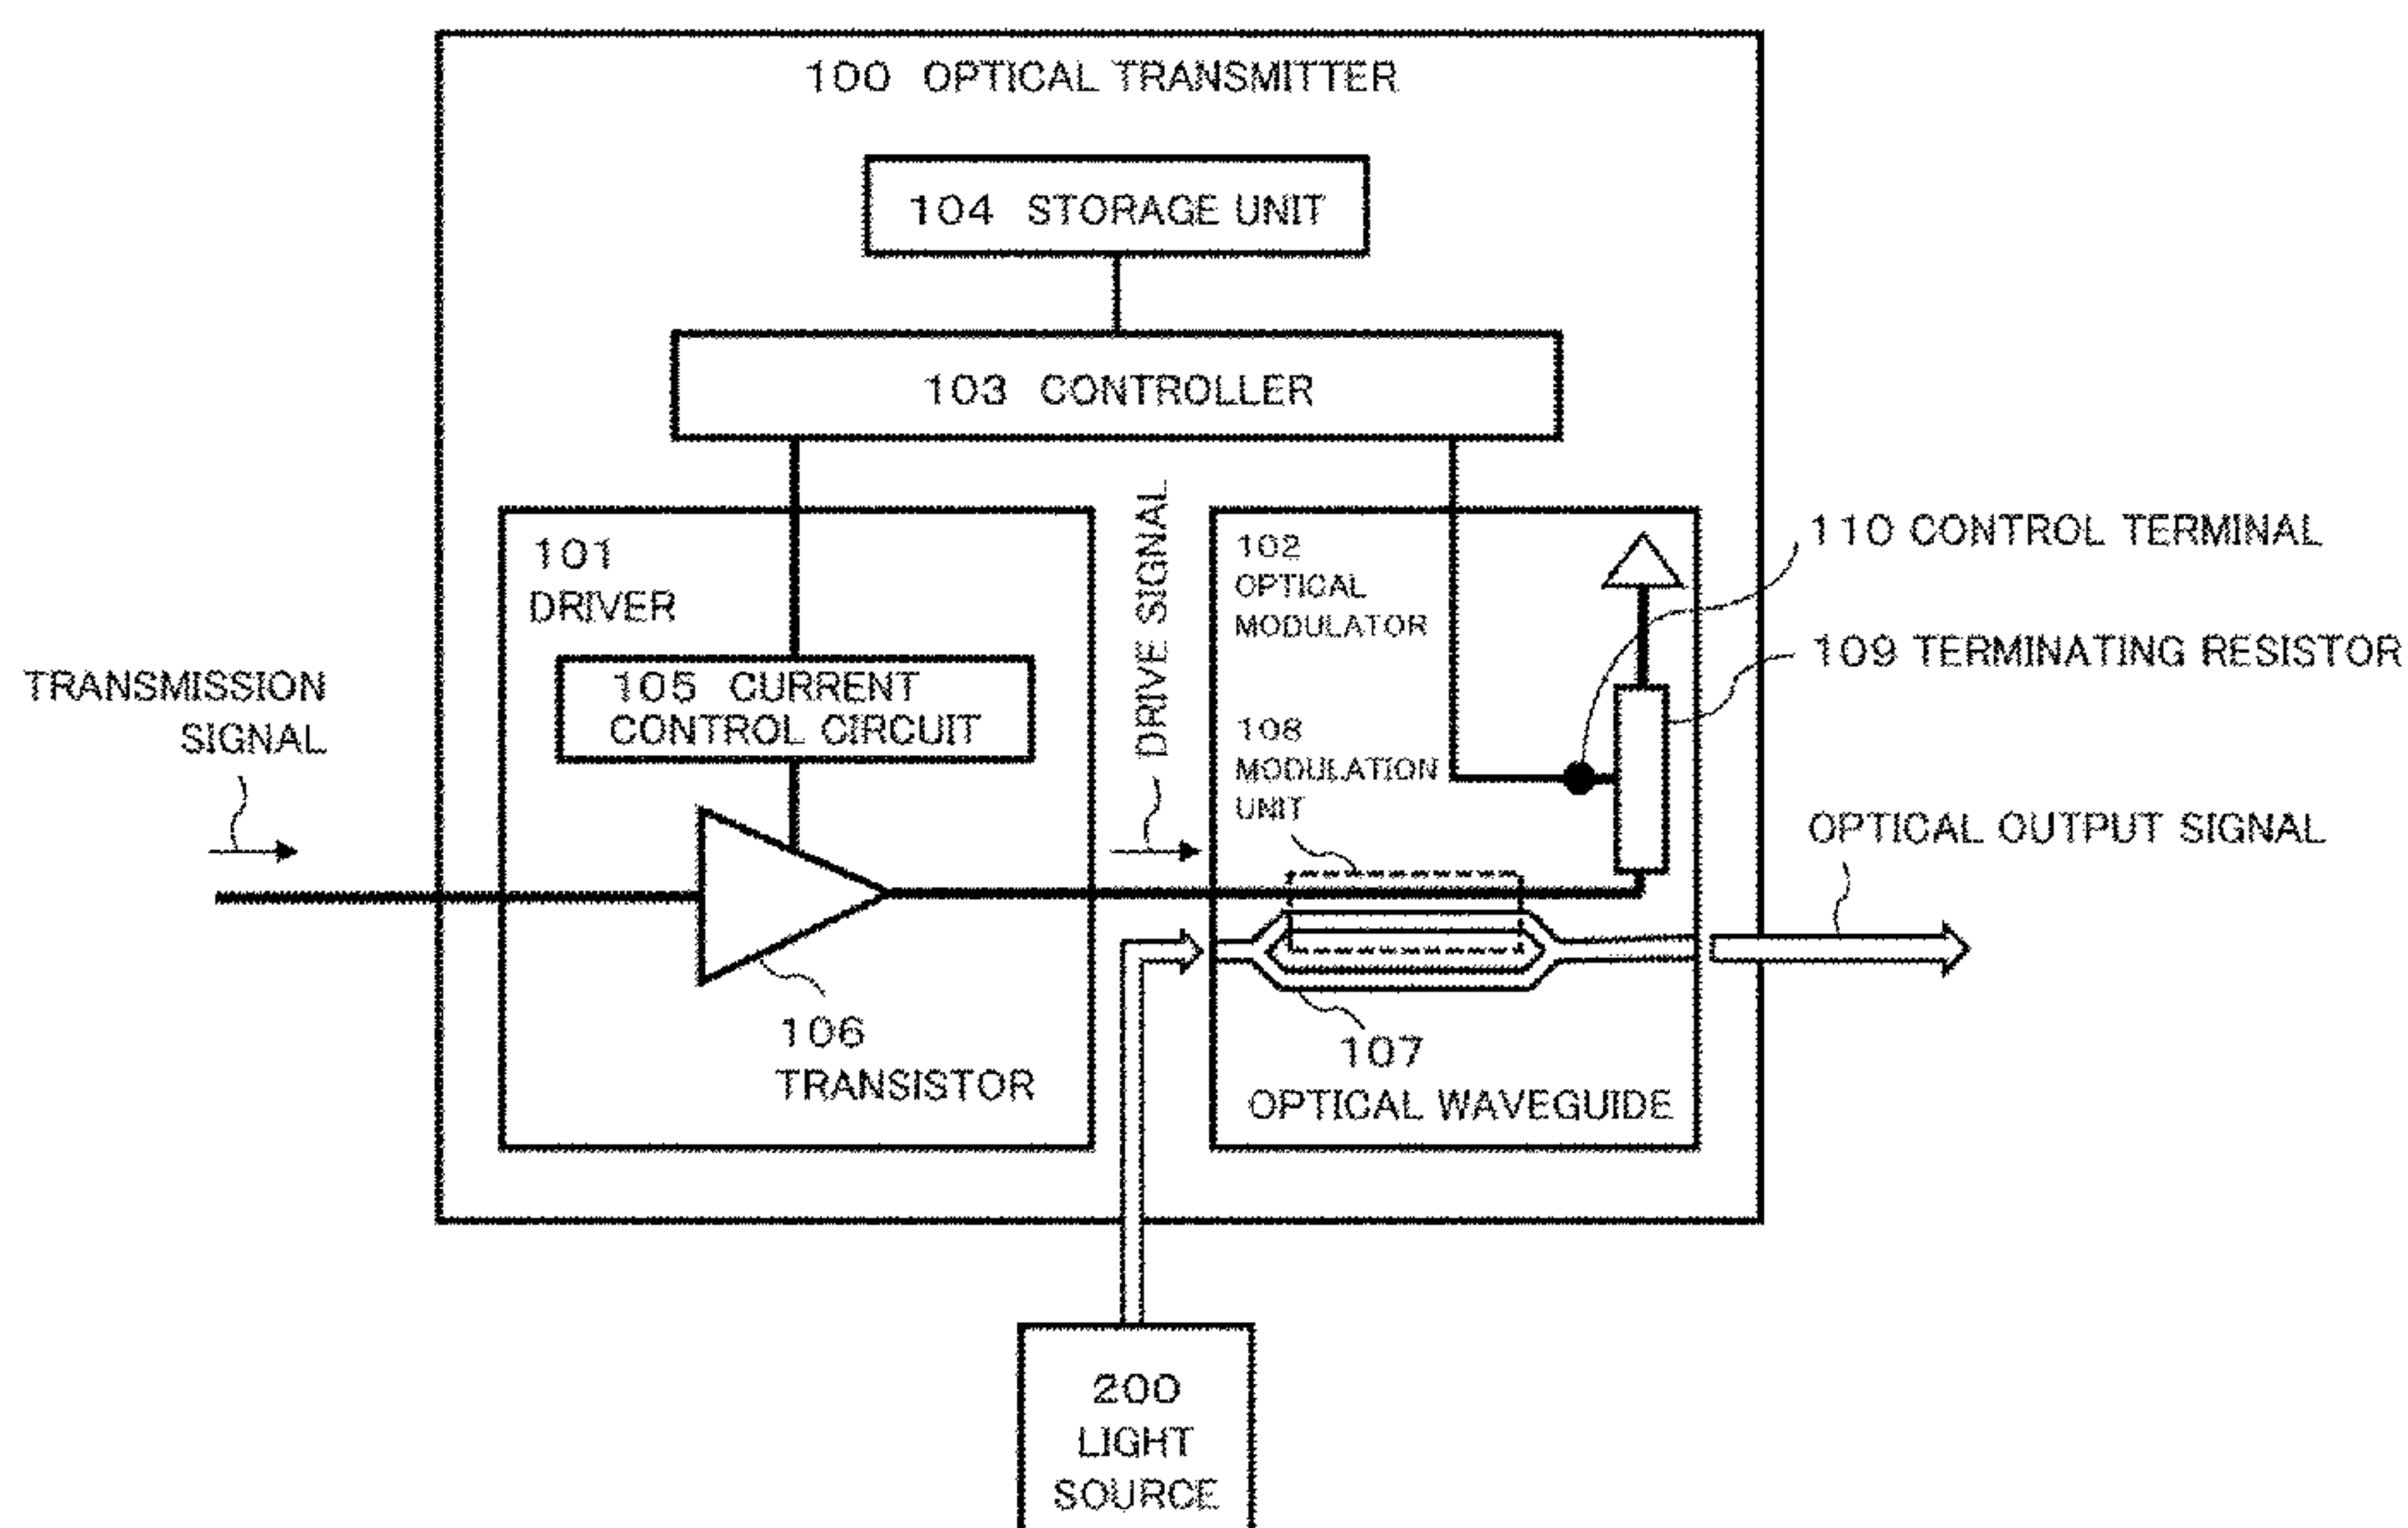 100 OPTICAL TRANSMITTER
104 STORAGE UNIT
103 CONTROLLER
101
DRIVER
105 CURRENT
CONTROL CIRCUIT
106
TRANSISTOR
TRANSMISSION
SIGNAL
DRIVE SIGNAL
102
OPTICAL
MODULATOR
108
MODULATION
UNIT
107
OPTICAL WAVEGUIDE
110 CONTROL TERMINAL
109 TERMINATING RESISTOR
OPTICAL OUTPUT SIGNAL
200
LIGHT
SOURCE